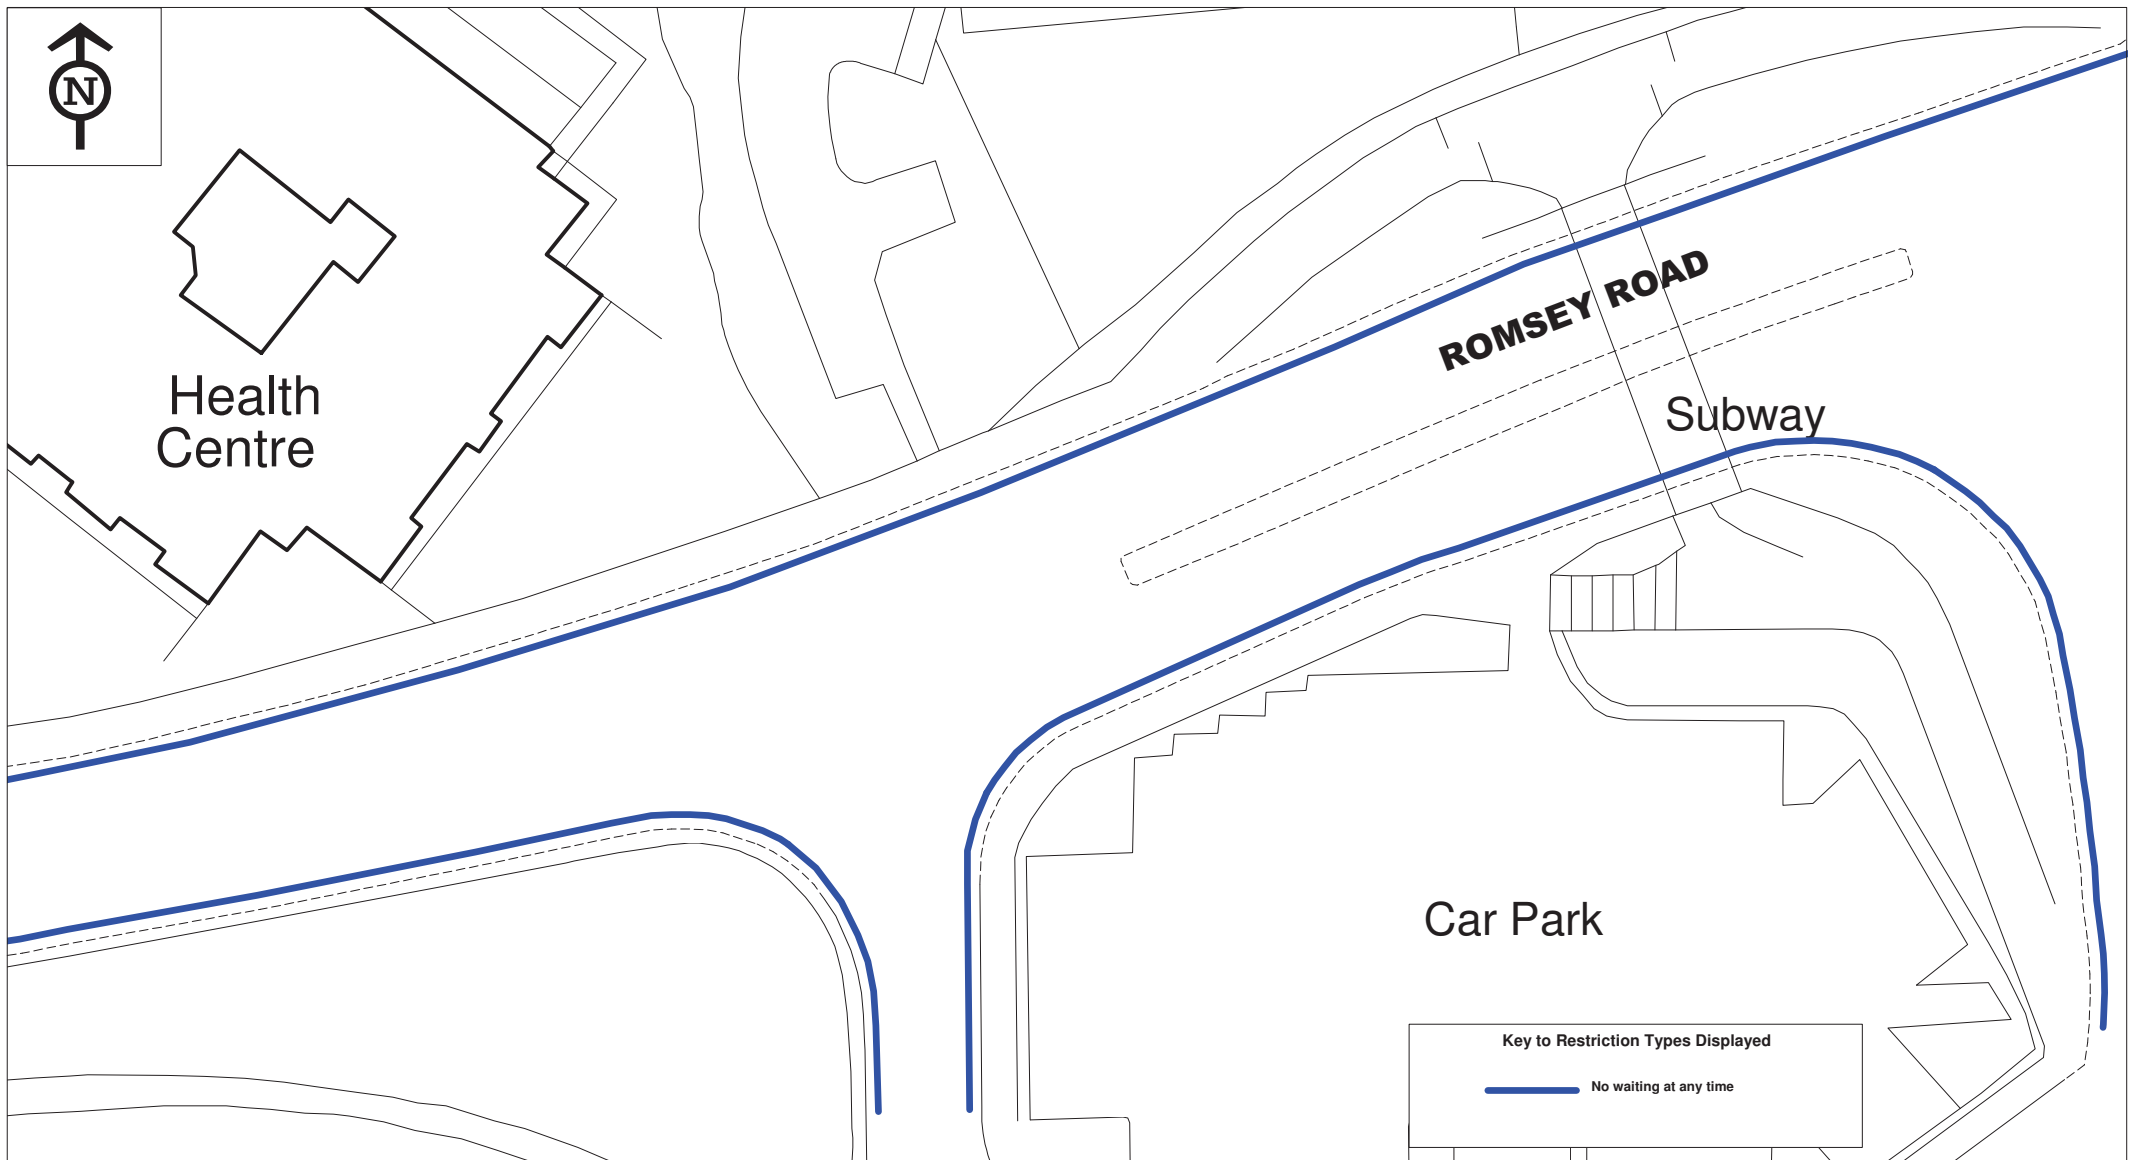 N
ROMSEY ROAD
Subway
Health
Centre
Car Park
Key to Restriction Types Displayed
No waiting at any time